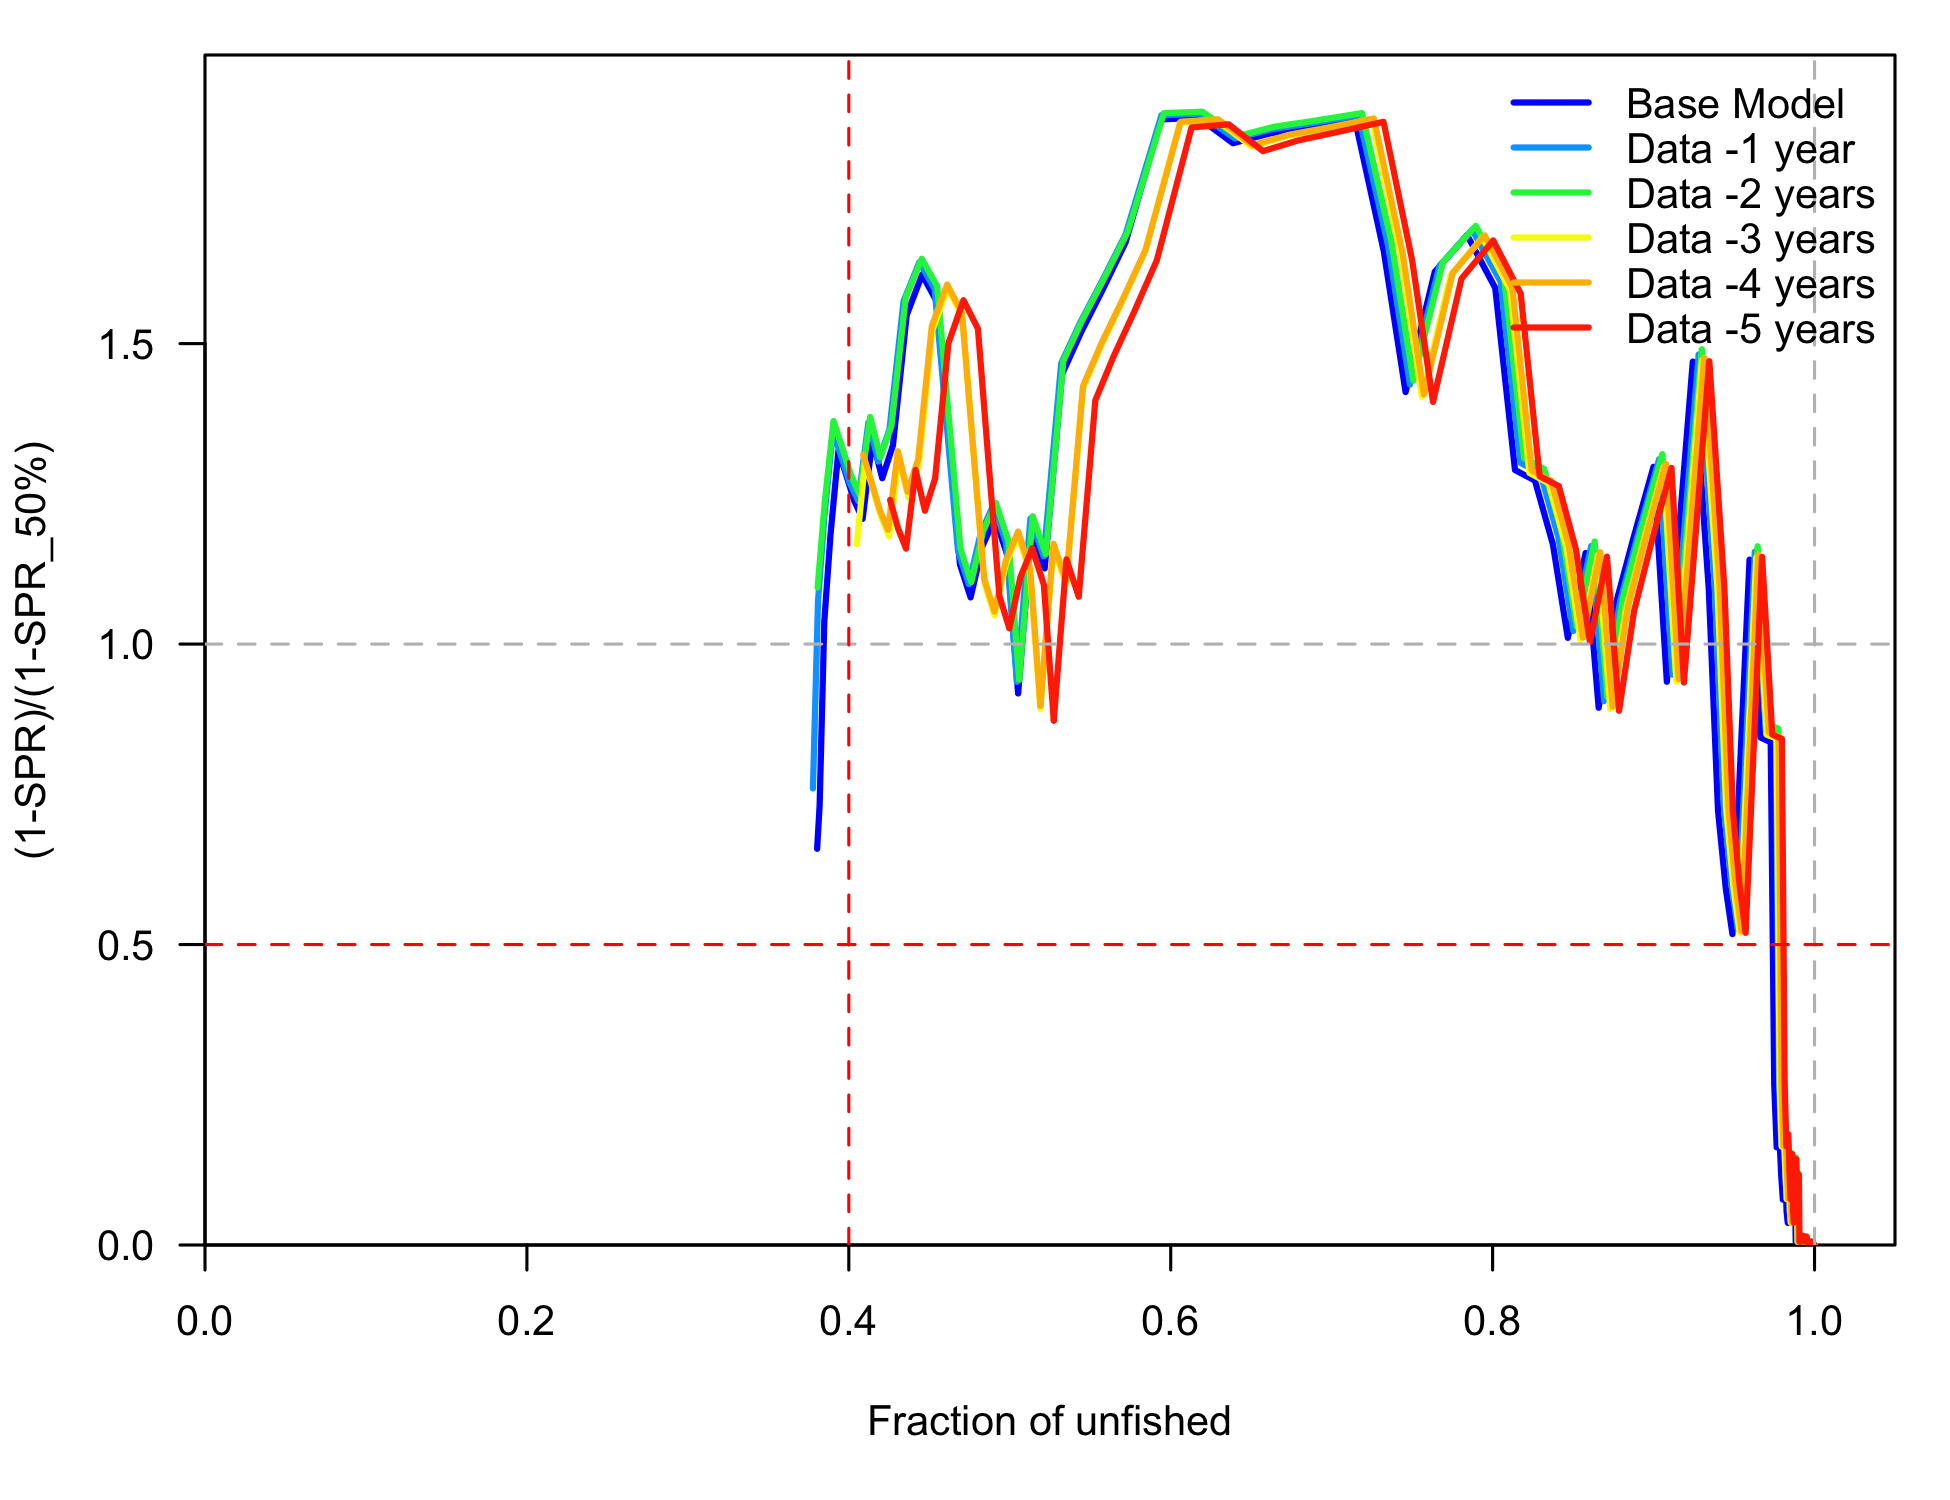 Base Model
Data -1 year
Data -2 years
Data -3 years
Data -4 years
Data -5 years
(1-SPR)/(1-SPR_50%)
1.5
1.0
0.5
0.0
0.0 0.2 0.4 0.6 0.8 1.0
Fraction of unfished